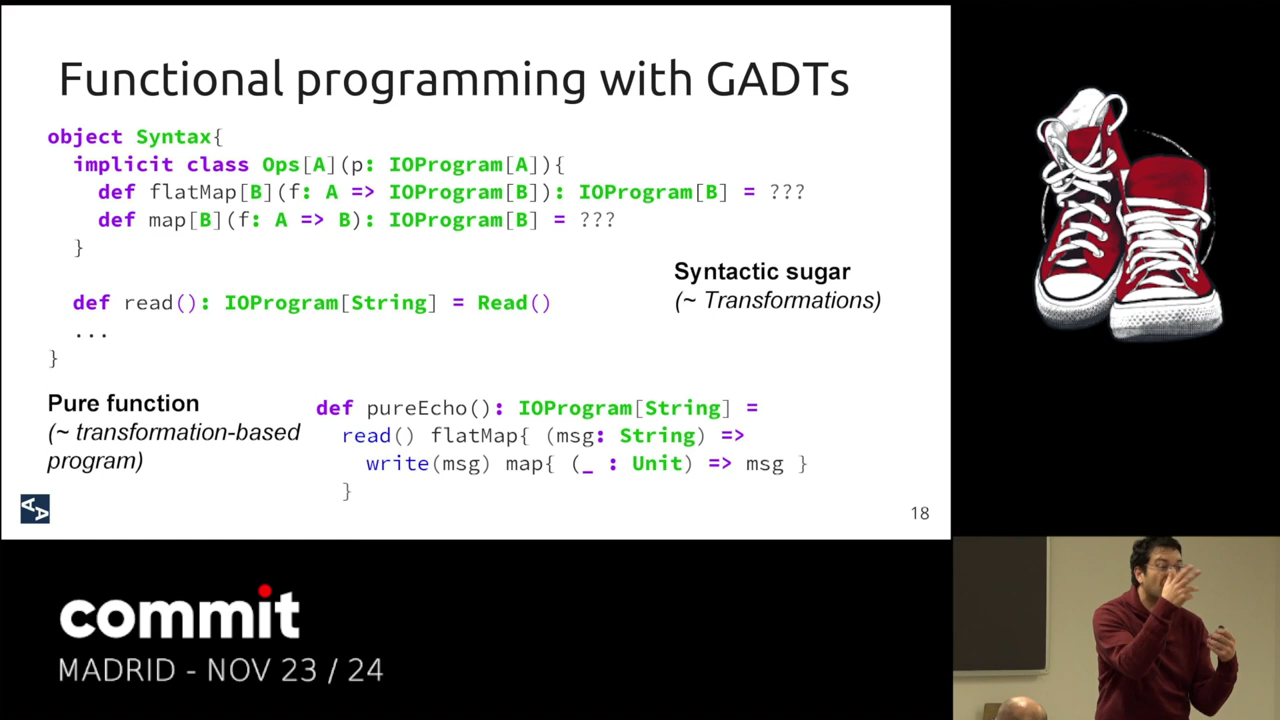 Functional programming with GADTs
object Syntax{
implicit class Ops[A](p: IOProgram[A]){
def flatMap[B](f: A => IOProgram[B]): IOProgram[B] = ???
def map[B](f: A => B): IOProgram[B] = ???
}
Syntactic sugar
(~ Transformations)
def read(): IOProgram[String] = Read()
...
}
Pure function
(~ transformation-based
program)
def pureEcho(): IOProgram[String] =
read() flatMap{ (msg: String) =>
write(msg) map{ (_ : Unit) => msg }
}
AA
18
commit
MADRID - NOV 23 / 24